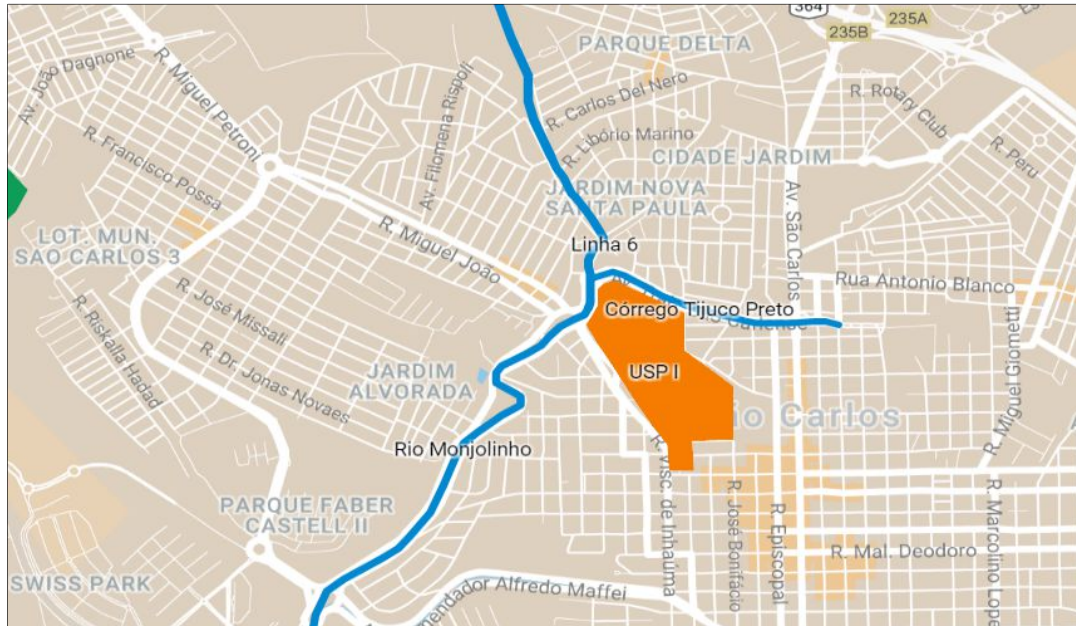 364
235A
235B
PARQUE DELTA
Av. João Dagnone
R. Miguel Petroni
Av. Filomena Rispoli
R. Carlos Del Nero
R. Libório Marino
R. Rotary Club
R. Peru
R. Francisco Possa
CIDADE JARDIM
JARDIM NOVA
SANTA PAULA
Av. São Carlos
LOT. MUN.
SÃO CARLOS 3
R. Miguel João
Linha 6
Rua Antonio Blanco
R. José Missali
Córrego Tijuco Preto
R. Riskalla Hadad
R. Dr. Jonas Novaes
JARDIM
ALVORADA
USP I
R. Miguel Giometti
Carlos
Rio Monjolinho
R. Visc. de Inhaúma
R. José Bonifácio
R. Episcopal
R. Marcolino Lope
PARQUE FABER
CASTELL II
R. Mal. Deodoro
SWISS PARK
mendador Alfredo Maffei